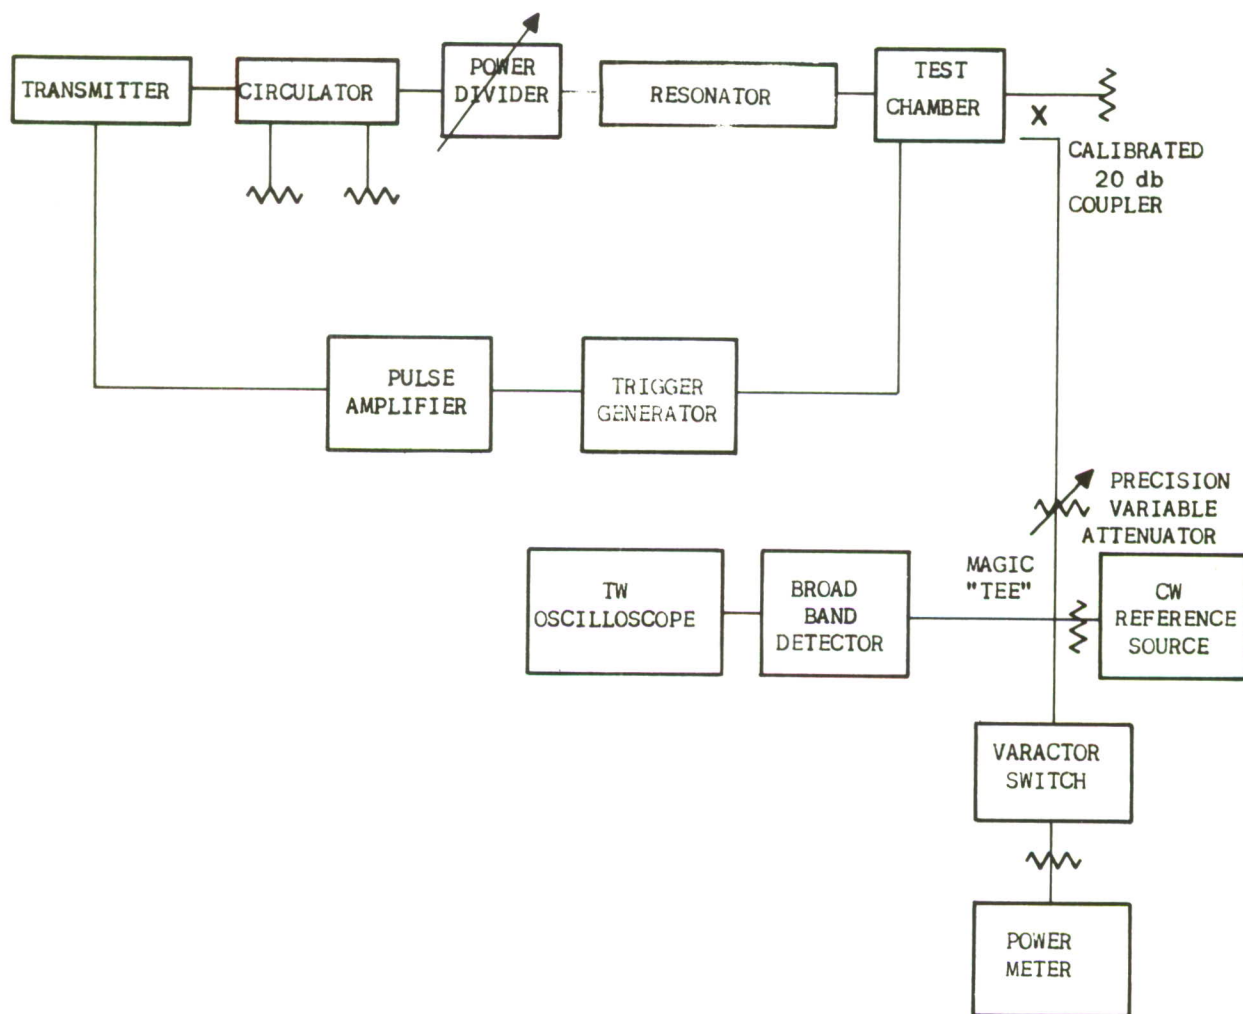 TRANSMITTER
CIRCULATOR
POWER
DIVIDER
RESONATOR
TEST
CHAMBER
X
CALIBRATED
20 db
COUPLER
PULSE
AMPLIFIER
TRIGGER
GENERATOR
PRECISION
VARIABLE
ATTENUATOR
TW
OSCILLOSCOPE
BROAD
BAND
DETECTOR
MAGIC
"TEE"
CW
REFERENCE
SOURCE
VARACTOR
SWITCH
POWER
METER